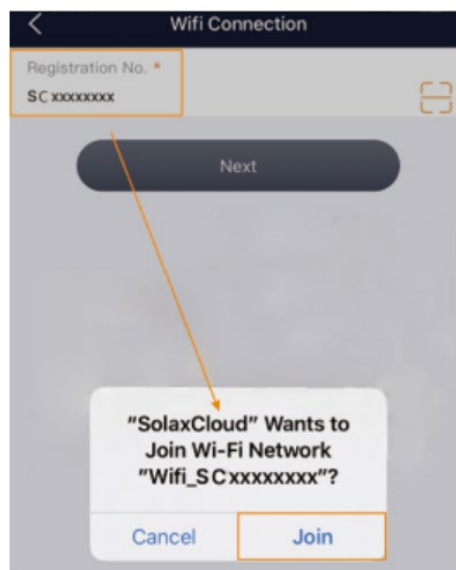 Wifi Connection
Registration No. *
SCxxxxxxxx
Next
"SolaxCloud" Wants to
Join Wi-Fi Network
"Wifi_SCxxxxxxxx"?
Cancel Join